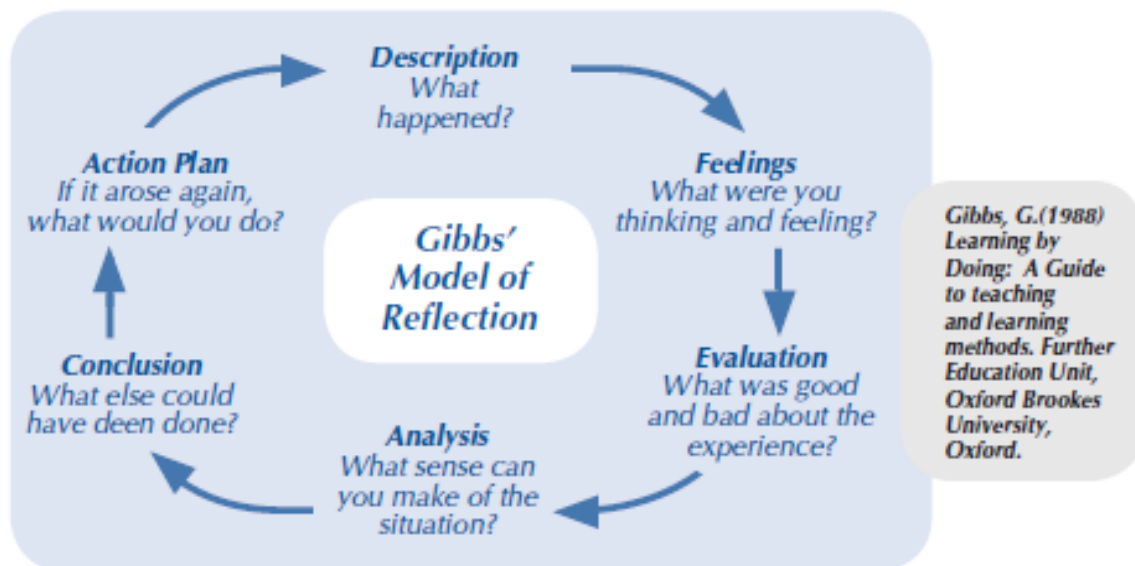 Description
What
happened?
Feelings
What were you
thinking and feeling?
Evaluation
What was good
and bad about the
experience?
Analysis
What sense can
you make of the
situation?
Conclusion
What else could
have deen done?
Action Plan
If it arose again,
what would you do?
Gibbs'
Model of
Reflection
Gibbs, G.(1988)
Learning by
Doing: A Guide
to teaching
and learning
methods. Further
Education Unit,
Oxford Brookes
University,
Oxford.